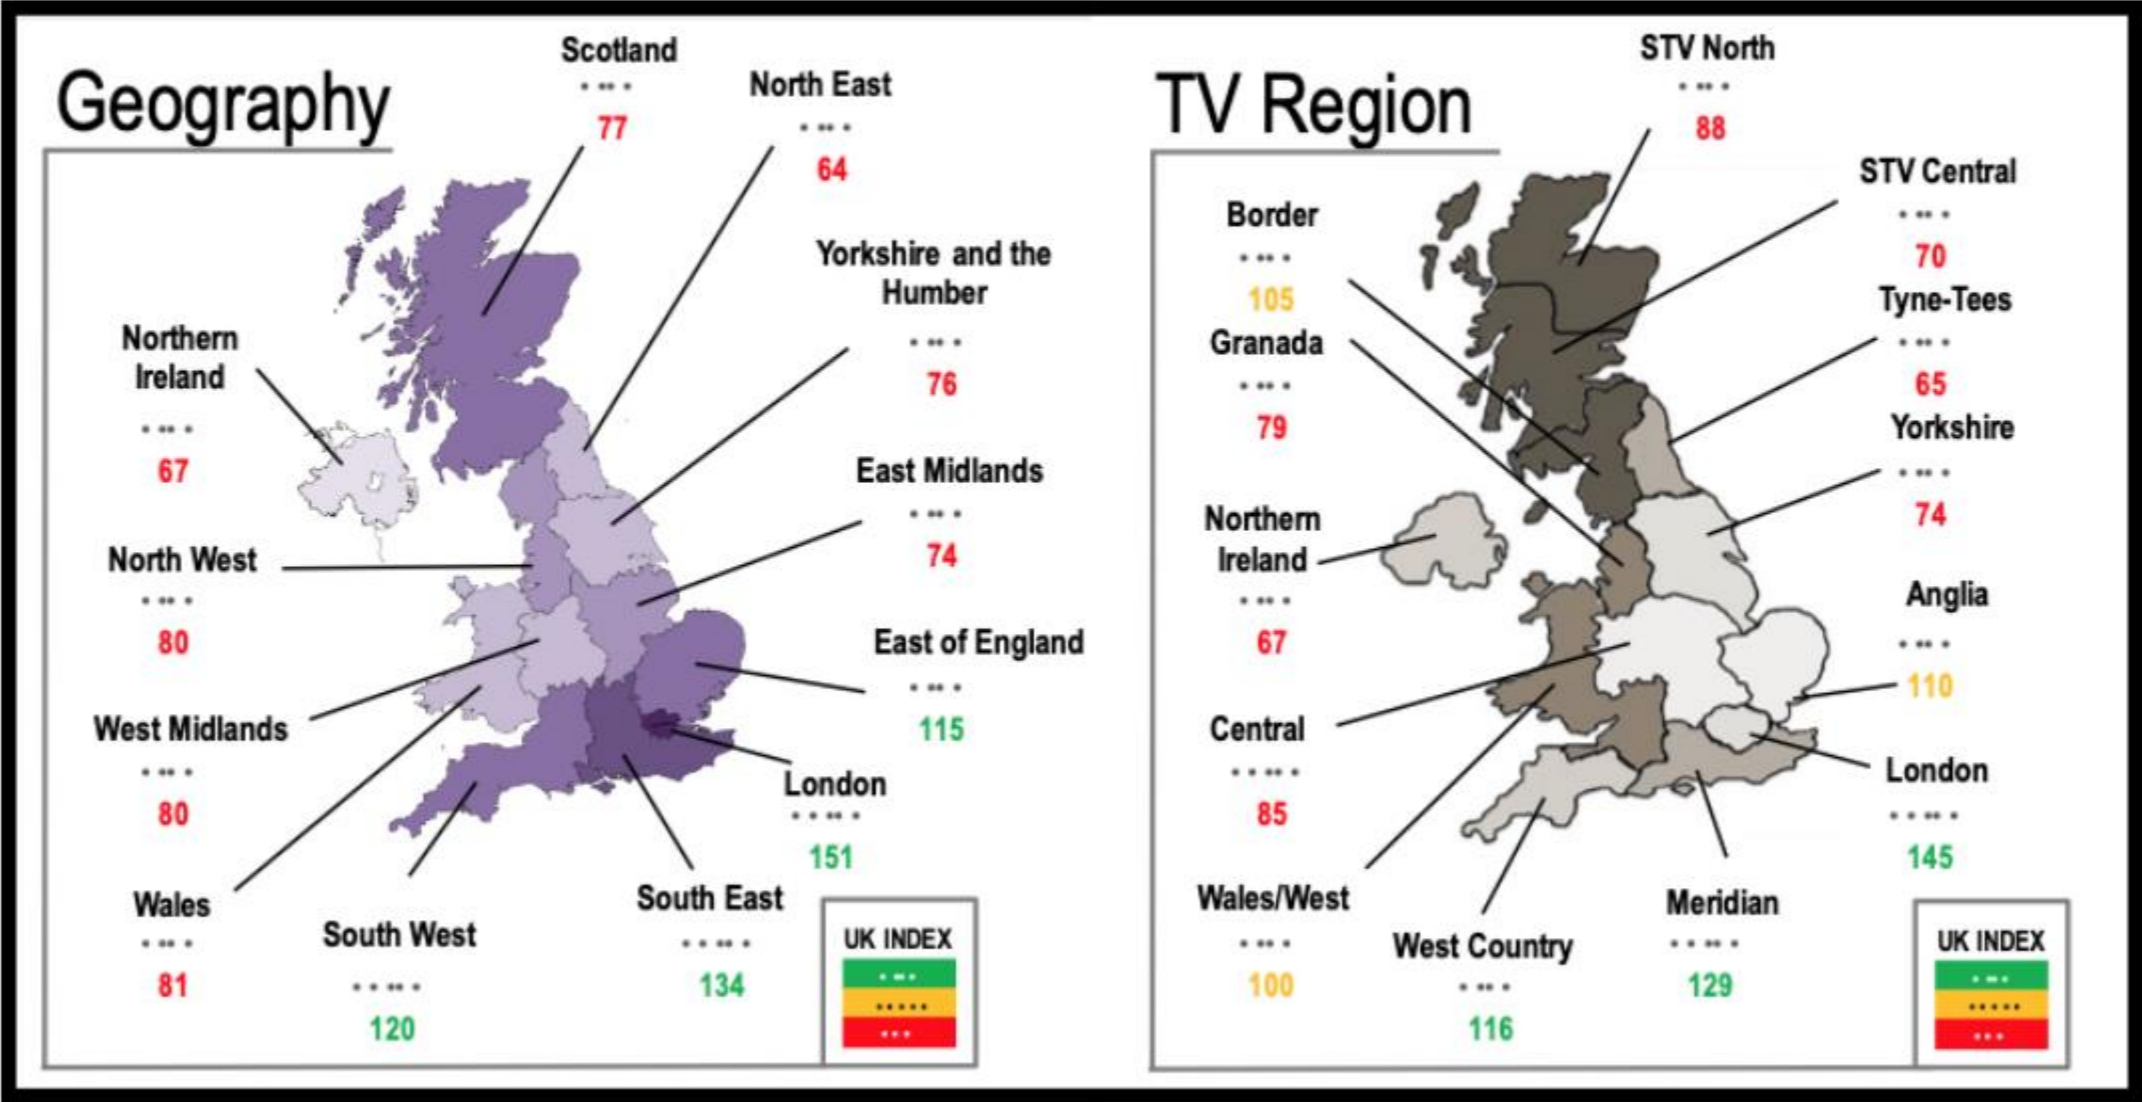 Geography
Scotland
77
North East
64
Yorkshire and the
Humber
76
Northern
Ireland
67
East Midlands
74
North West
80
East of England
115
West Midlands
80
London
151
Wales
81
South West
120
South East
134
UK INDEX
TV Region
STV North
88
STV Central
70
Border
105
Tyne-Tees
65
Granada
79
Yorkshire
74
Northern
Ireland
67
Anglia
110
Central
85
London
145
Wales/West
100
West Country
116
Meridian
129
UK INDEX